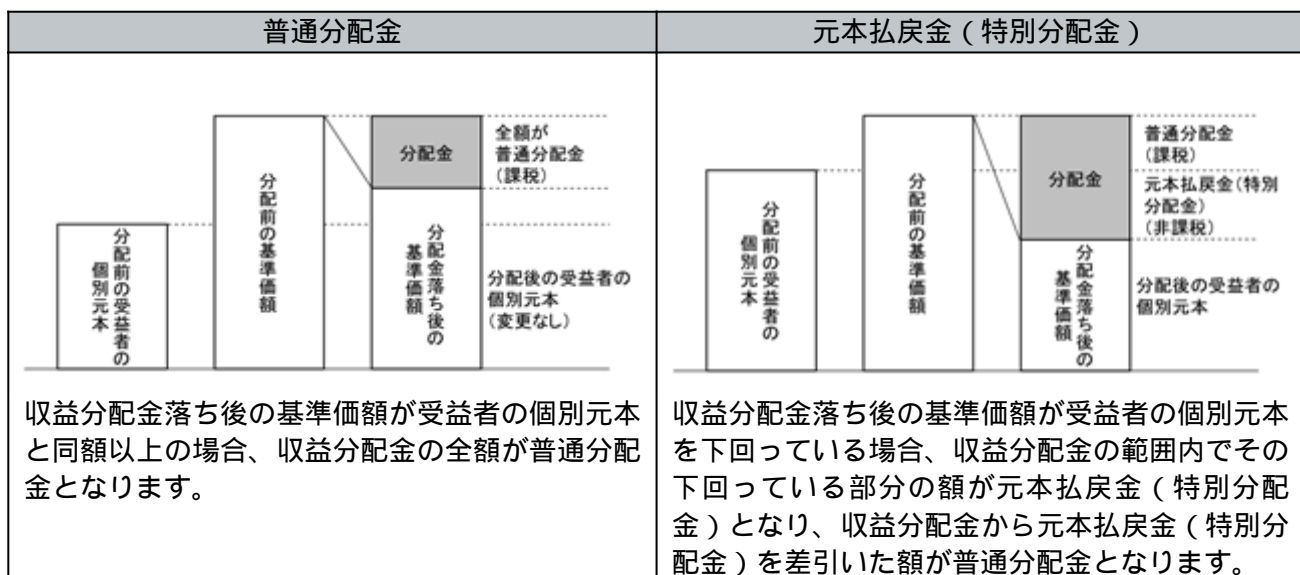 普通分配金
分配前の受益者の
個別元本
分配前の基準価額
分配金
分配金落ち後の
基準価額
全額が
普通分配金
(課税)
分配後の受益者の
個別元本
(変更なし)
収益分配金落ち後の基準価額が受益者の個別元本
と同額以上の場合、収益分配金の全額が普通分配
金となります。
元本払戻金（特別分配金）
分配前の受益者の
個別元本
分配前の基準価額
分配金
分配金落ち後の
基準価額
普通分配金
(課税)
元本払戻金(特別
分配金)
(非課税)
分配後の受益者の
個別元本
収益分配金落ち後の基準価額が受益者の個別元本
を下回っている場合、収益分配金の範囲内でその
下回っている部分の額が元本払戻金（特別分配
金）となり、収益分配金から元本払戻金（特別分
配金）を差引いた額が普通分配金となります。